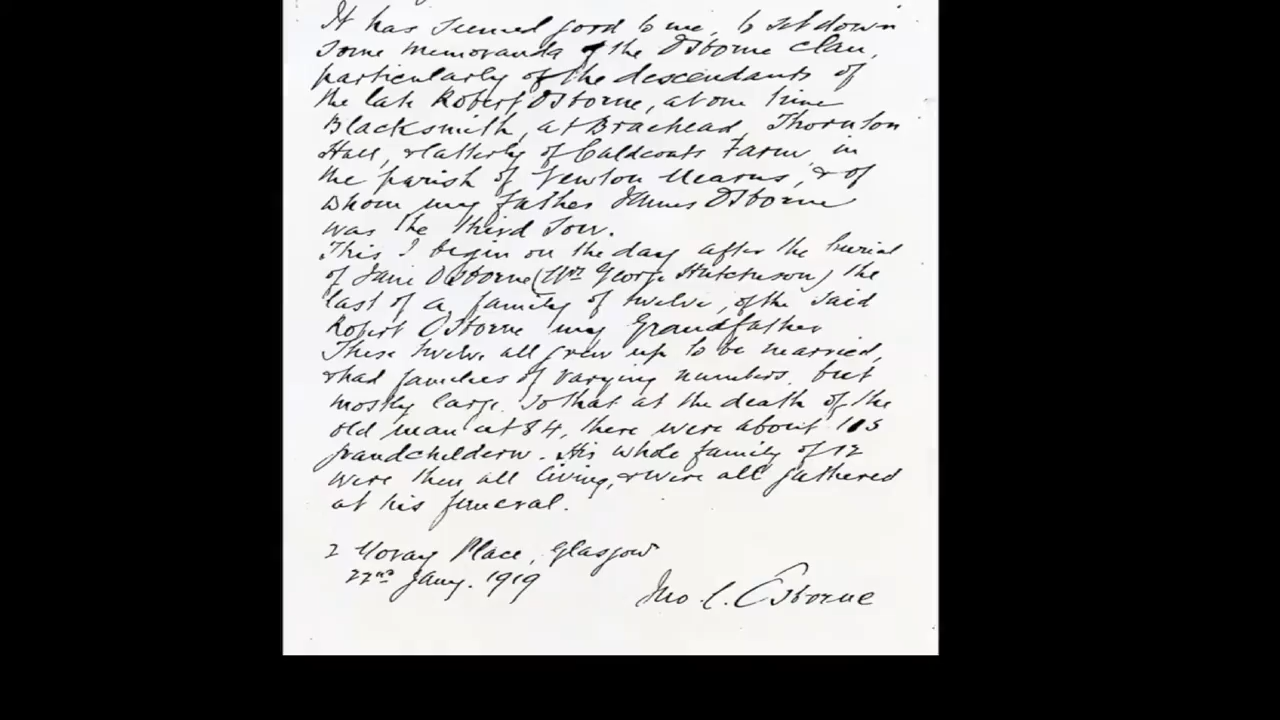 It has seemed good to me, to set down
some memoranda of the Osborne clan,
particularly of the descendants of
the late Robert Osborne, at one time
Blacksmith, at Braehead, Thornton
Hall, & latterly of Caldcoats Farm, in
the parish of Newton Mearns, & of
whom my father James Osborne
was the third son.
This I begin on the day after the burial
of Jane Osborne (Mrs George Hutchinson) the
last of a family of twelve, of the said
Robert Osborne my Grandfather
These twelve all grew up to be married,
& had families of varying numbers, but
mostly large. So that at the death of the
old man at 84, there were about 105
grandchildern. His whole family of 12
were then all living, & were all gathered
at his funeral.
2 Moray Place, Glasgow
22nd Jany. 1919
Jno. C. Osborne